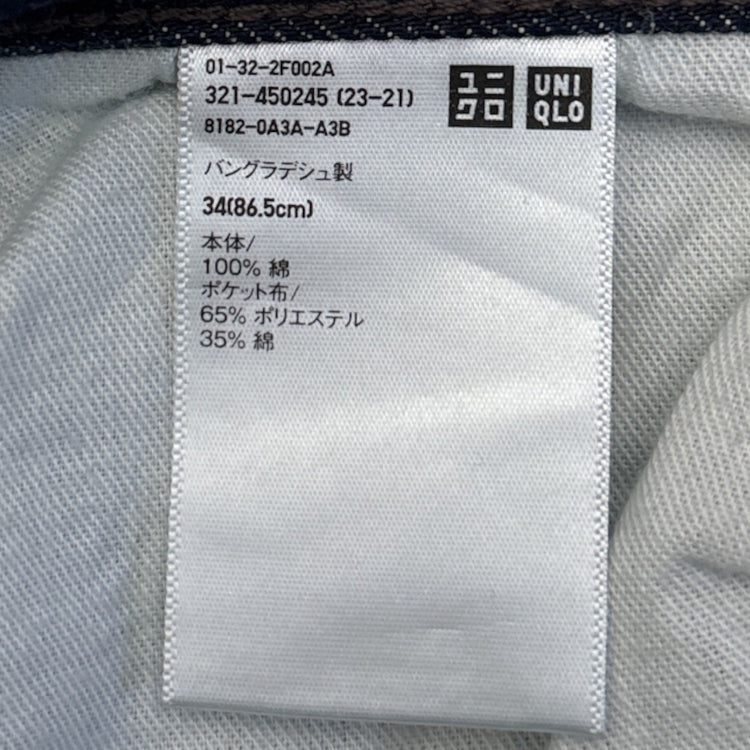 01-32-2F002A
321-450245 (23-21)
8182-0A3A-A3B
ユニ
クロ
UNI
QLO
バングラデシュ製
34(86.5cm)
本体/
100% 綿
ポケット布/
65% ポリエステル
35% 綿